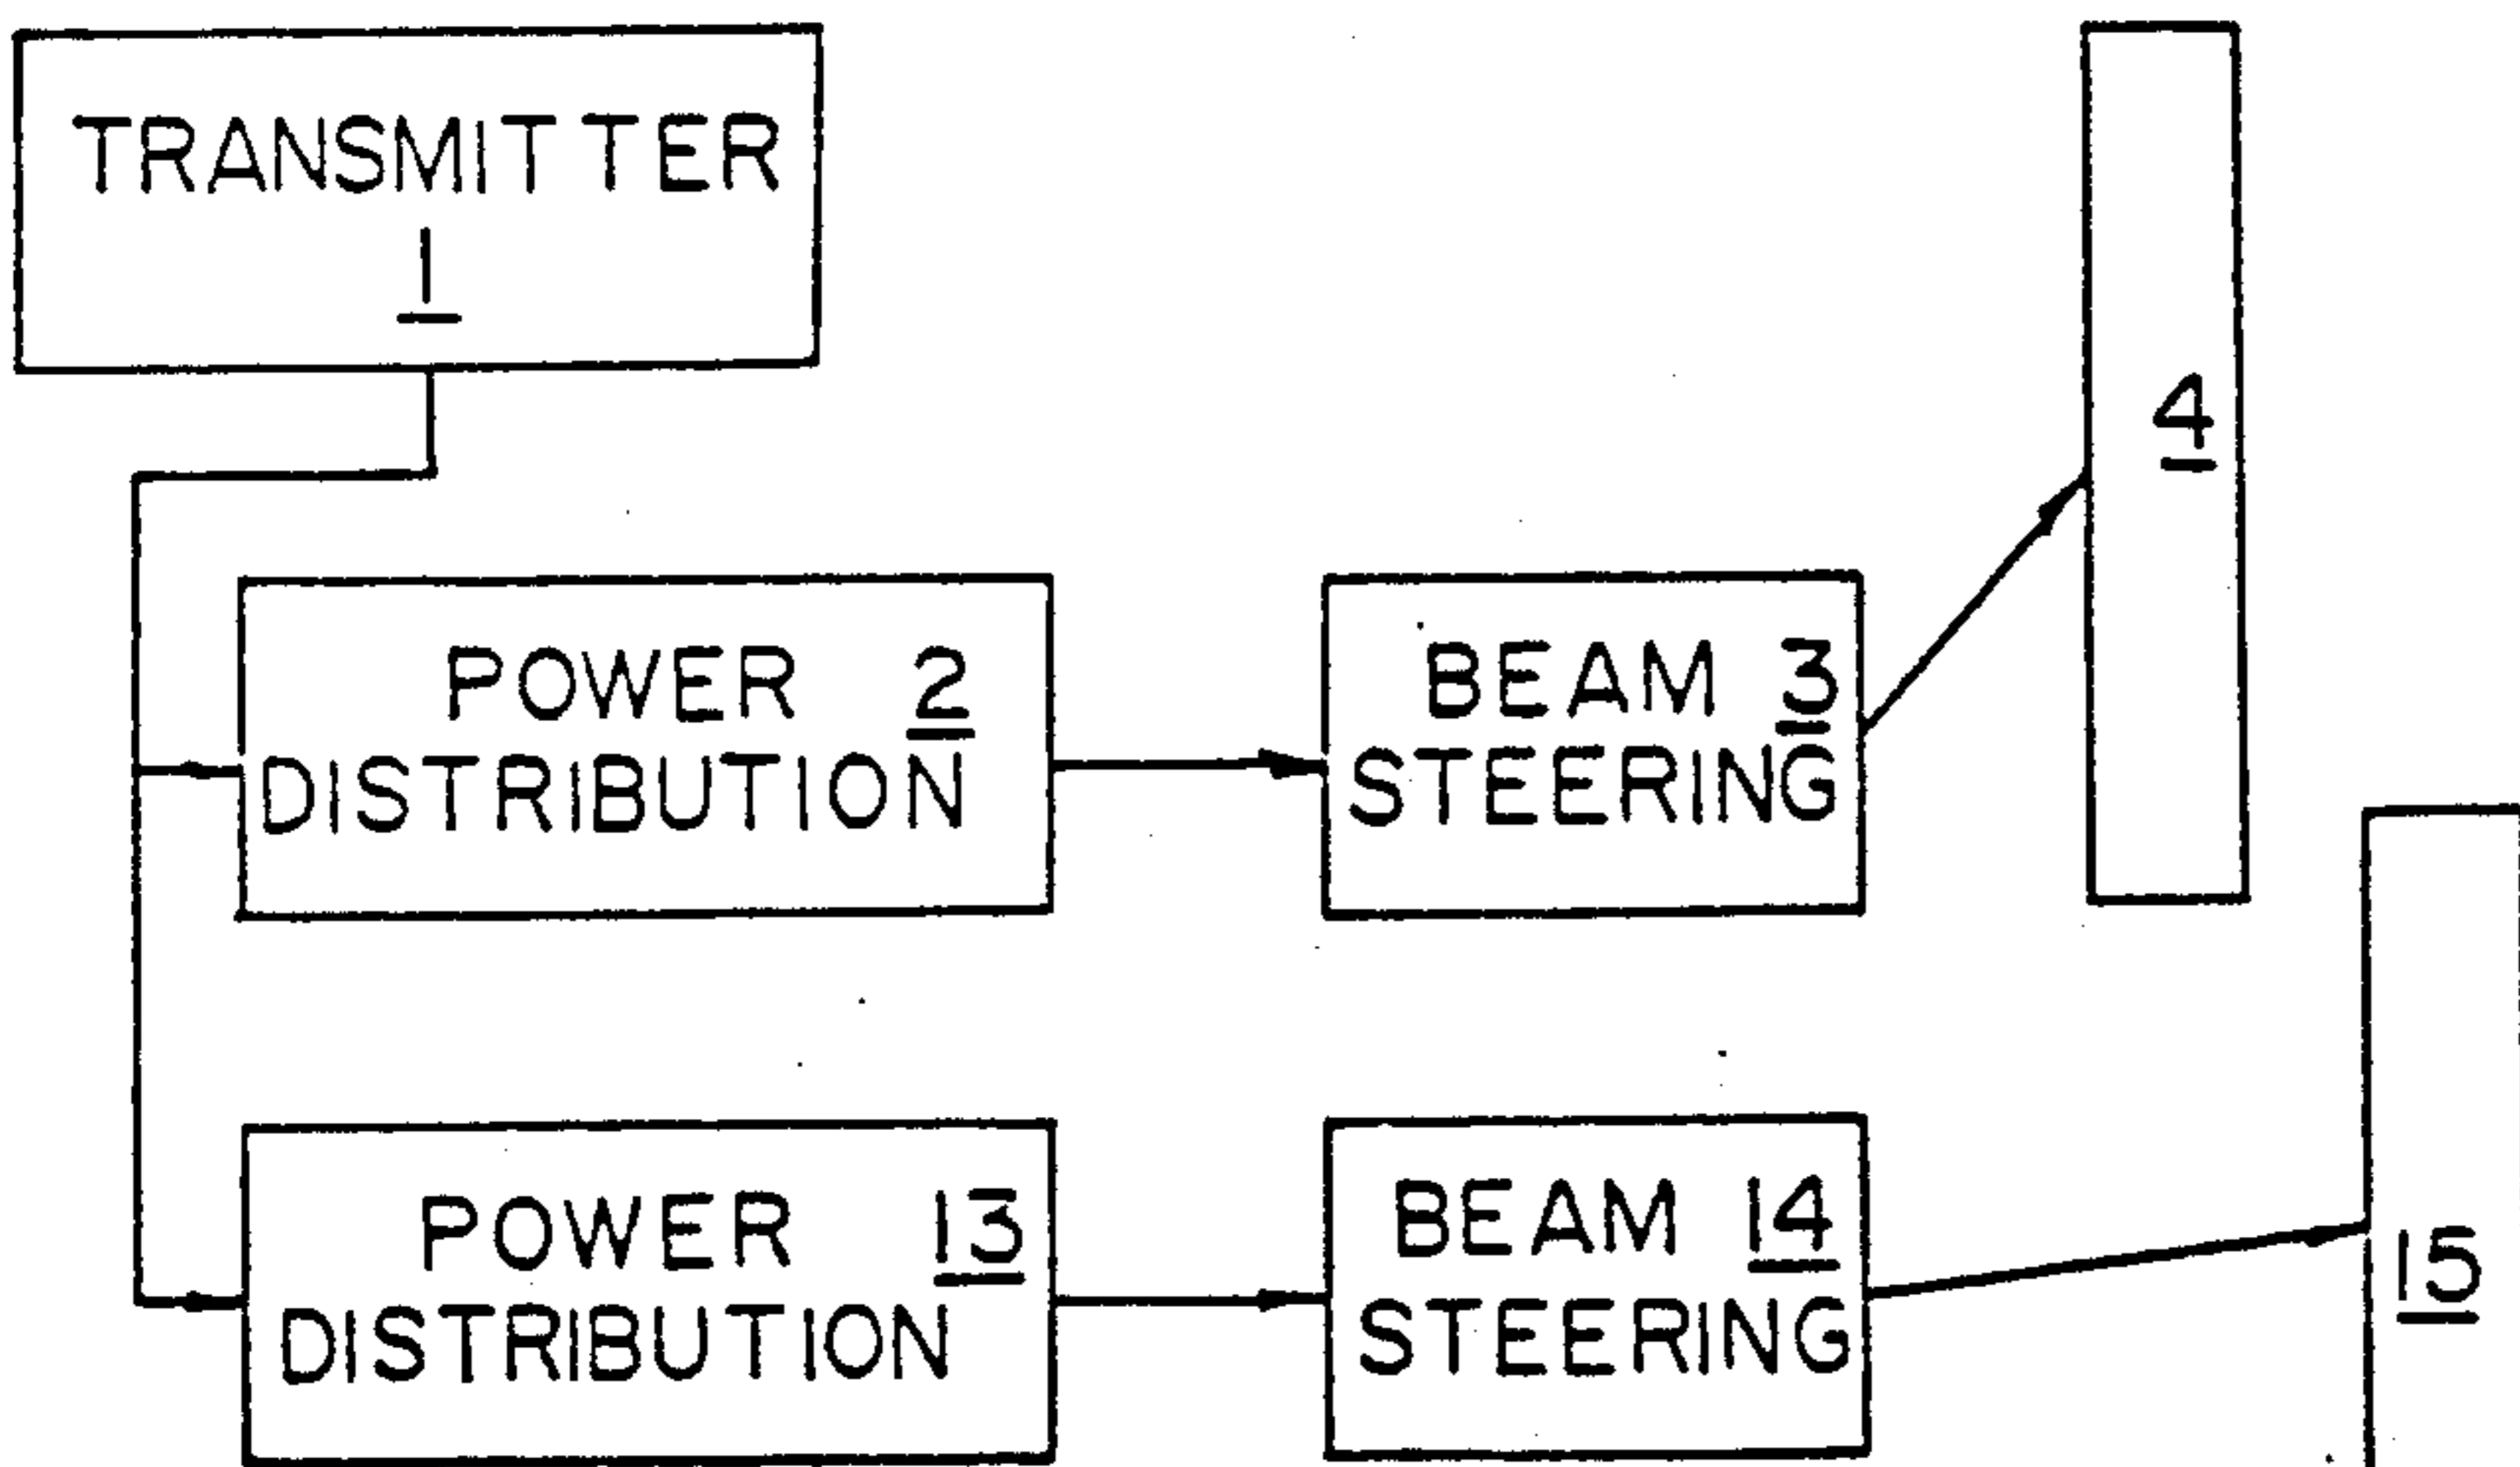 TRANSMITTER
1
4
POWER 2
DISTRIBUTION
BEAM 3
STEERING
POWER 13
DISTRIBUTION
BEAM 14
STEERING
15